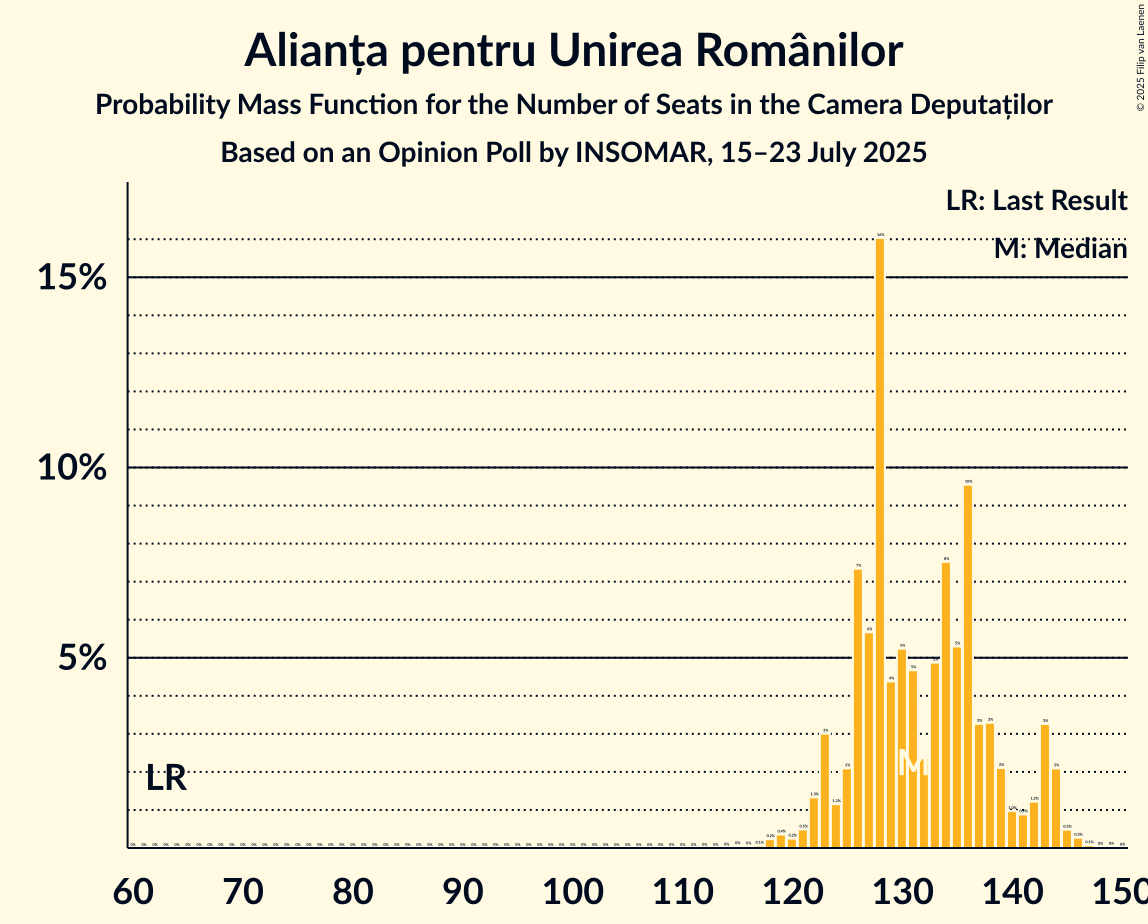 © 2025 Filip van Laenen
Alianța pentru Unirea Românilor
Probability Mass Function for the Number of Seats in the Camera Deputaților
Based on an Opinion Poll by INSOMAR, 15–23 July 2025
LR: Last Result
M: Median
15%
10%
5%
LR
M
60 70 80 90 100 110 120 130 140 150